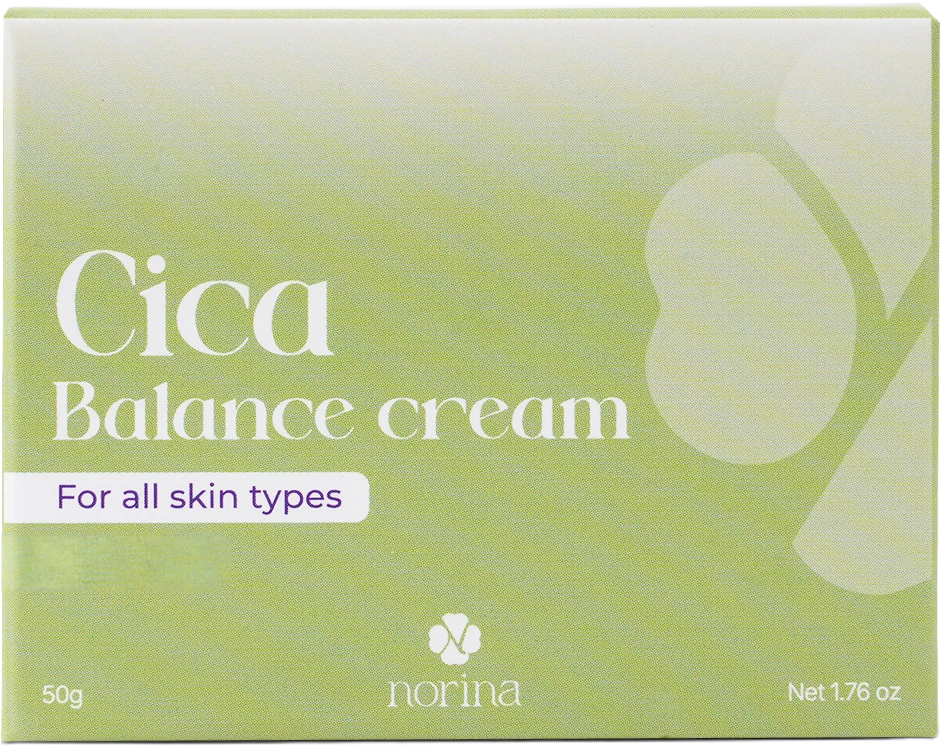 Cica
Balance cream
For all skin types
norina
50g
Net 1.76 oz